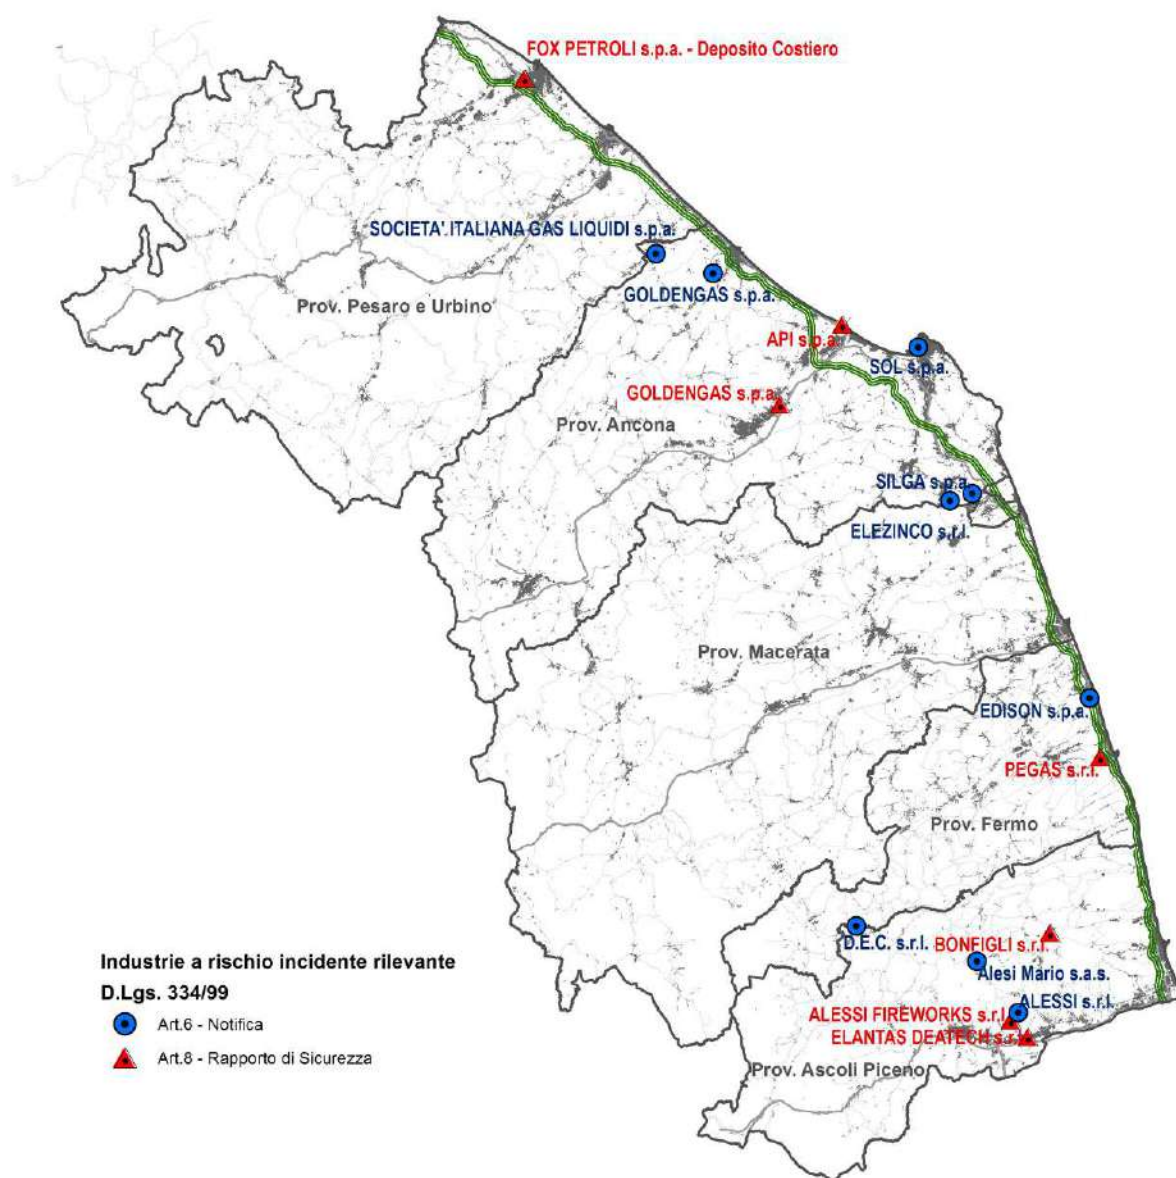 FOX PETROLI s.p.a. - Deposito Costiero
SOCIETA' ITALIANA GAS LIQUIDI s.p.a.
GOLDENGAS s.p.a.
Prov. Pesaro e Urbino
API s.p.a.
SOL s.p.a.
GOLDENGAS s.p.a.
Prov. Ancona
SILGA s.p.a.
ELEZINCO s.r.l.
Prov. Macerata
EDISON s.p.a.
PEGAS s.r.l.
Prov. Fermo
D.E.C. s.r.l.
BONFIGLI s.r.l.
Alesi Mario s.a.s.
ALESSI s.r.l.
ALESSI FIREWORKS s.r.l.
ELANTAS DEATECH s.r.l.
Prov. Ascoli Piceno
Industrie a rischio incidente rilevante
D.Lgs. 334/99
Art.6 - Notifica
Art.8 - Rapporto di Sicurezza